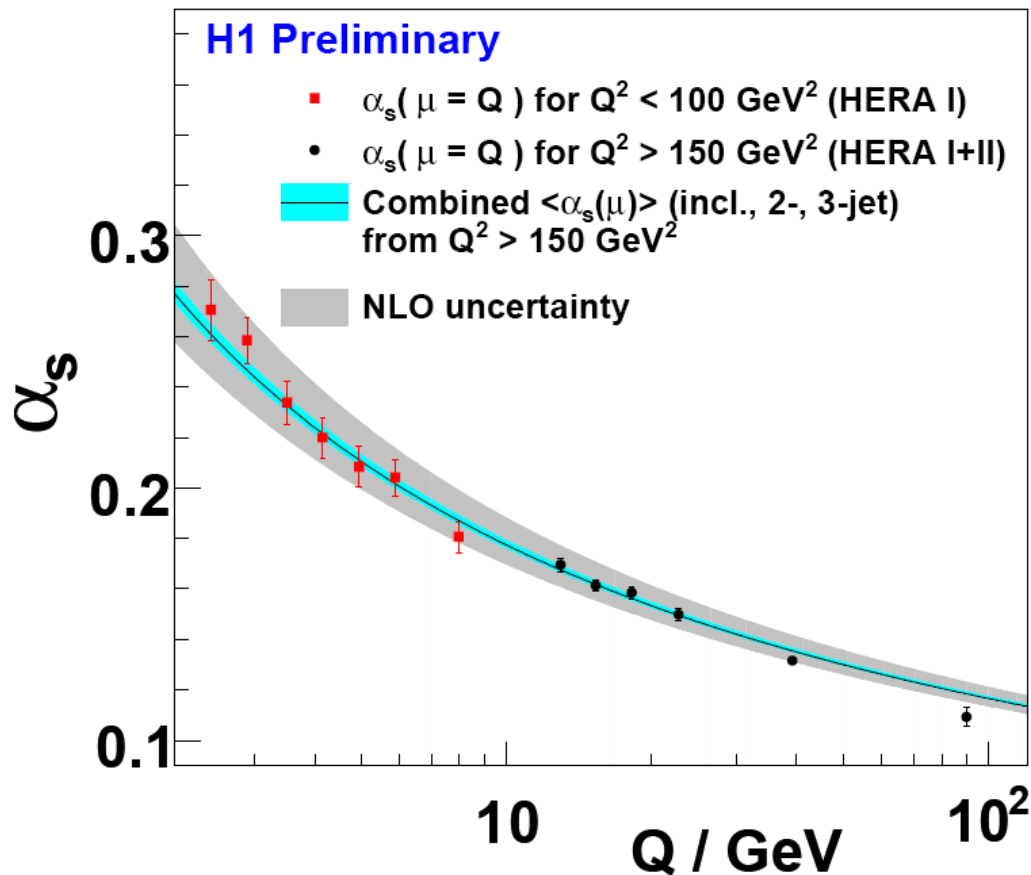 H1 Preliminary
αs( μ = Q ) for Q² < 100 GeV² (HERA I)
αs( μ = Q ) for Q² > 150 GeV² (HERA I+II)
Combined <αs(μ)> (incl., 2-, 3-jet)
from Q² > 150 GeV²
NLO uncertainty
0.3
0.2
0.1
αs
10
10²
Q / GeV